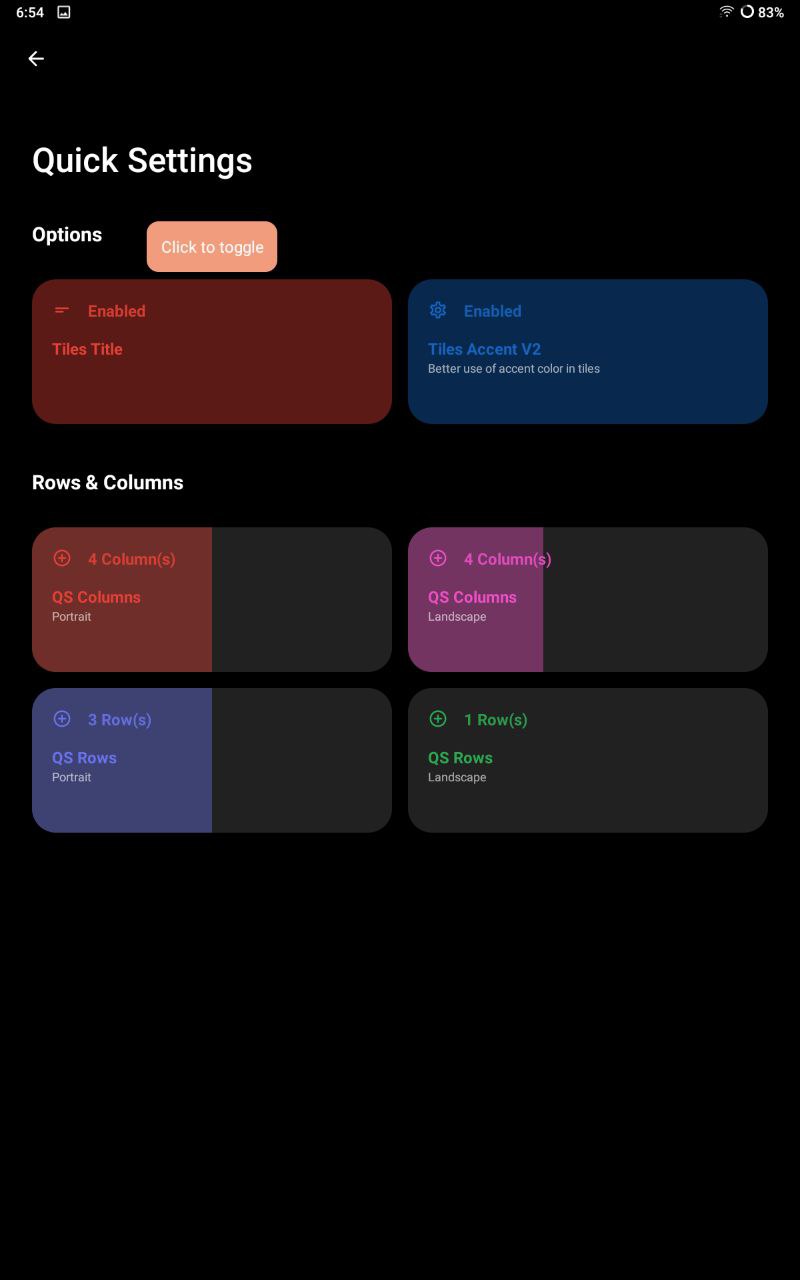 6:54
83%
Quick Settings
Options
Click to toggle
Enabled
Tiles Title
Enabled
Tiles Accent V2
Better use of accent color in tiles
Rows & Columns
4 Column(s)
QS Columns
Portrait
4 Column(s)
QS Columns
Landscape
3 Row(s)
QS Rows
Portrait
1 Row(s)
QS Rows
Landscape